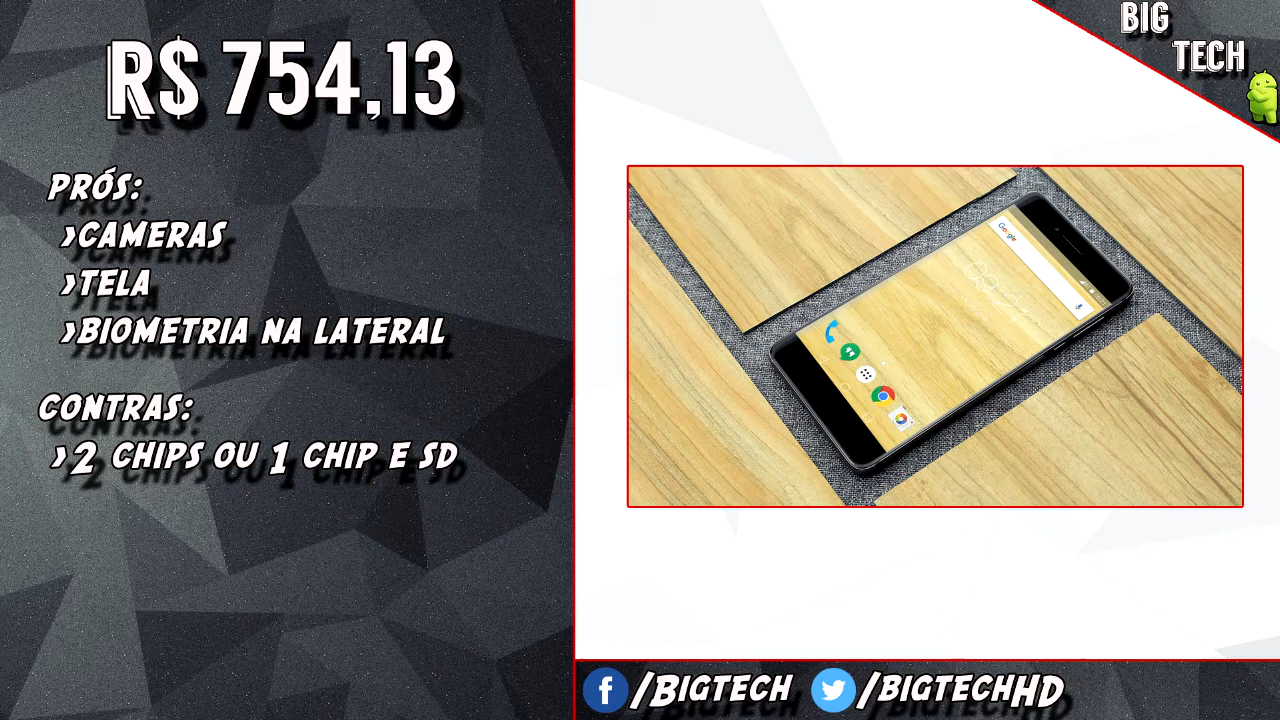 R$ 754,13
PRÓS:
›CAMERAS
›TELA
›BIOMETRIA NA LATERAL
CONTRAS:
›2 CHIPS OU 1 CHIP E SD
BIG
TECH
Google
/BIGTECH
/BIGTECHHD